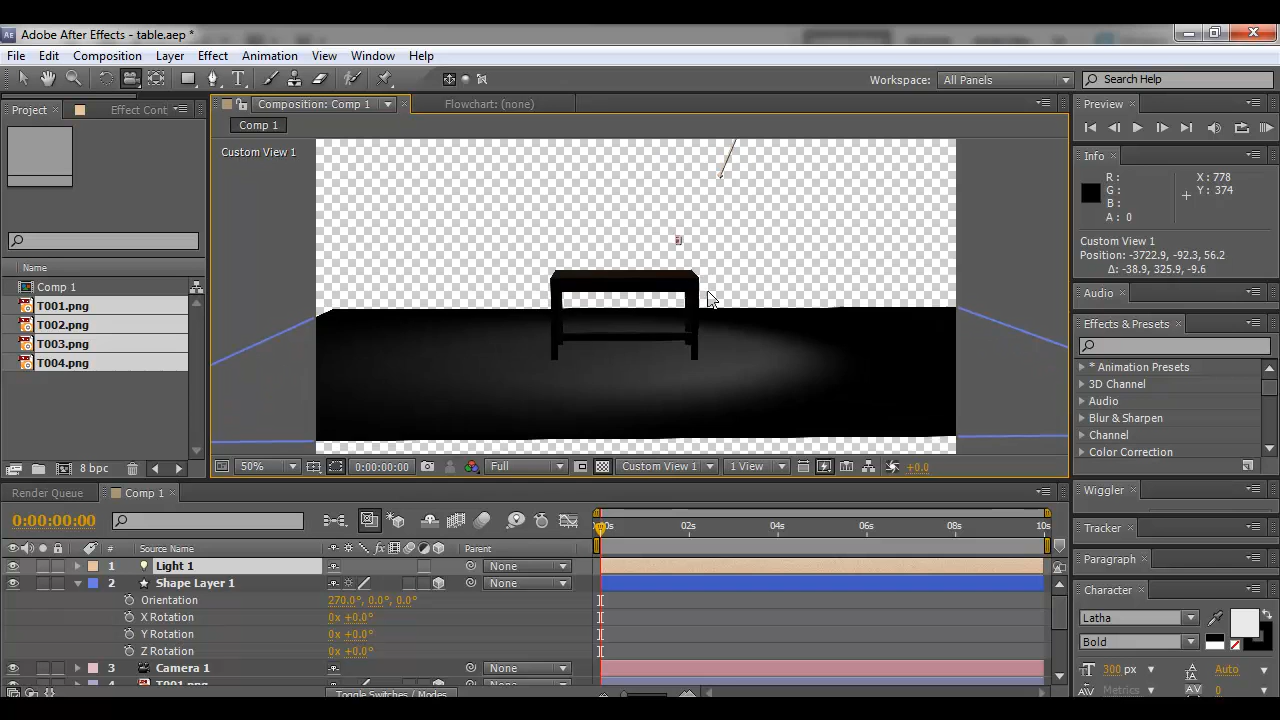 Adobe After Effects - table.aep *
File Edit Composition Layer Effect Animation View Window Help
Workspace: All Panels Search Help
Project Effect Cont
Composition: Comp 1 Flowchart: (none)
Preview
Comp 1
Custom View 1
Info
R :
G :
B :
A : 0
X : 778
Y : 374
Custom View 1
Position: -3722.9, -92.3, 56.2
Δ: -38.9, 325.9, -9.6
Name
Comp 1
T001.png
T002.png
T003.png
T004.png
Audio
Effects & Presets
* Animation Presets
3D Channel
Audio
Blur & Sharpen
Channel
Color Correction
8 bpc
50% 0:00:00:00 Full Custom View 1 1 View +0.0
Render Queue Comp 1
Wiggler
0:00:00:00
02s 04s 06s 08s 10s
Tracker
# Source Name Parent
Paragraph
1 Light 1 None
2 Shape Layer 1 None
Character
Orientation 270.0°, 0.0°, 0.0°
X Rotation 0x +0.0°
Latha
Y Rotation 0x +0.0°
Bold
Z Rotation 0x +0.0°
3 Camera 1 None
300 px Auto
4 T001.png None
Toggle Switches / Modes
Metrics 0